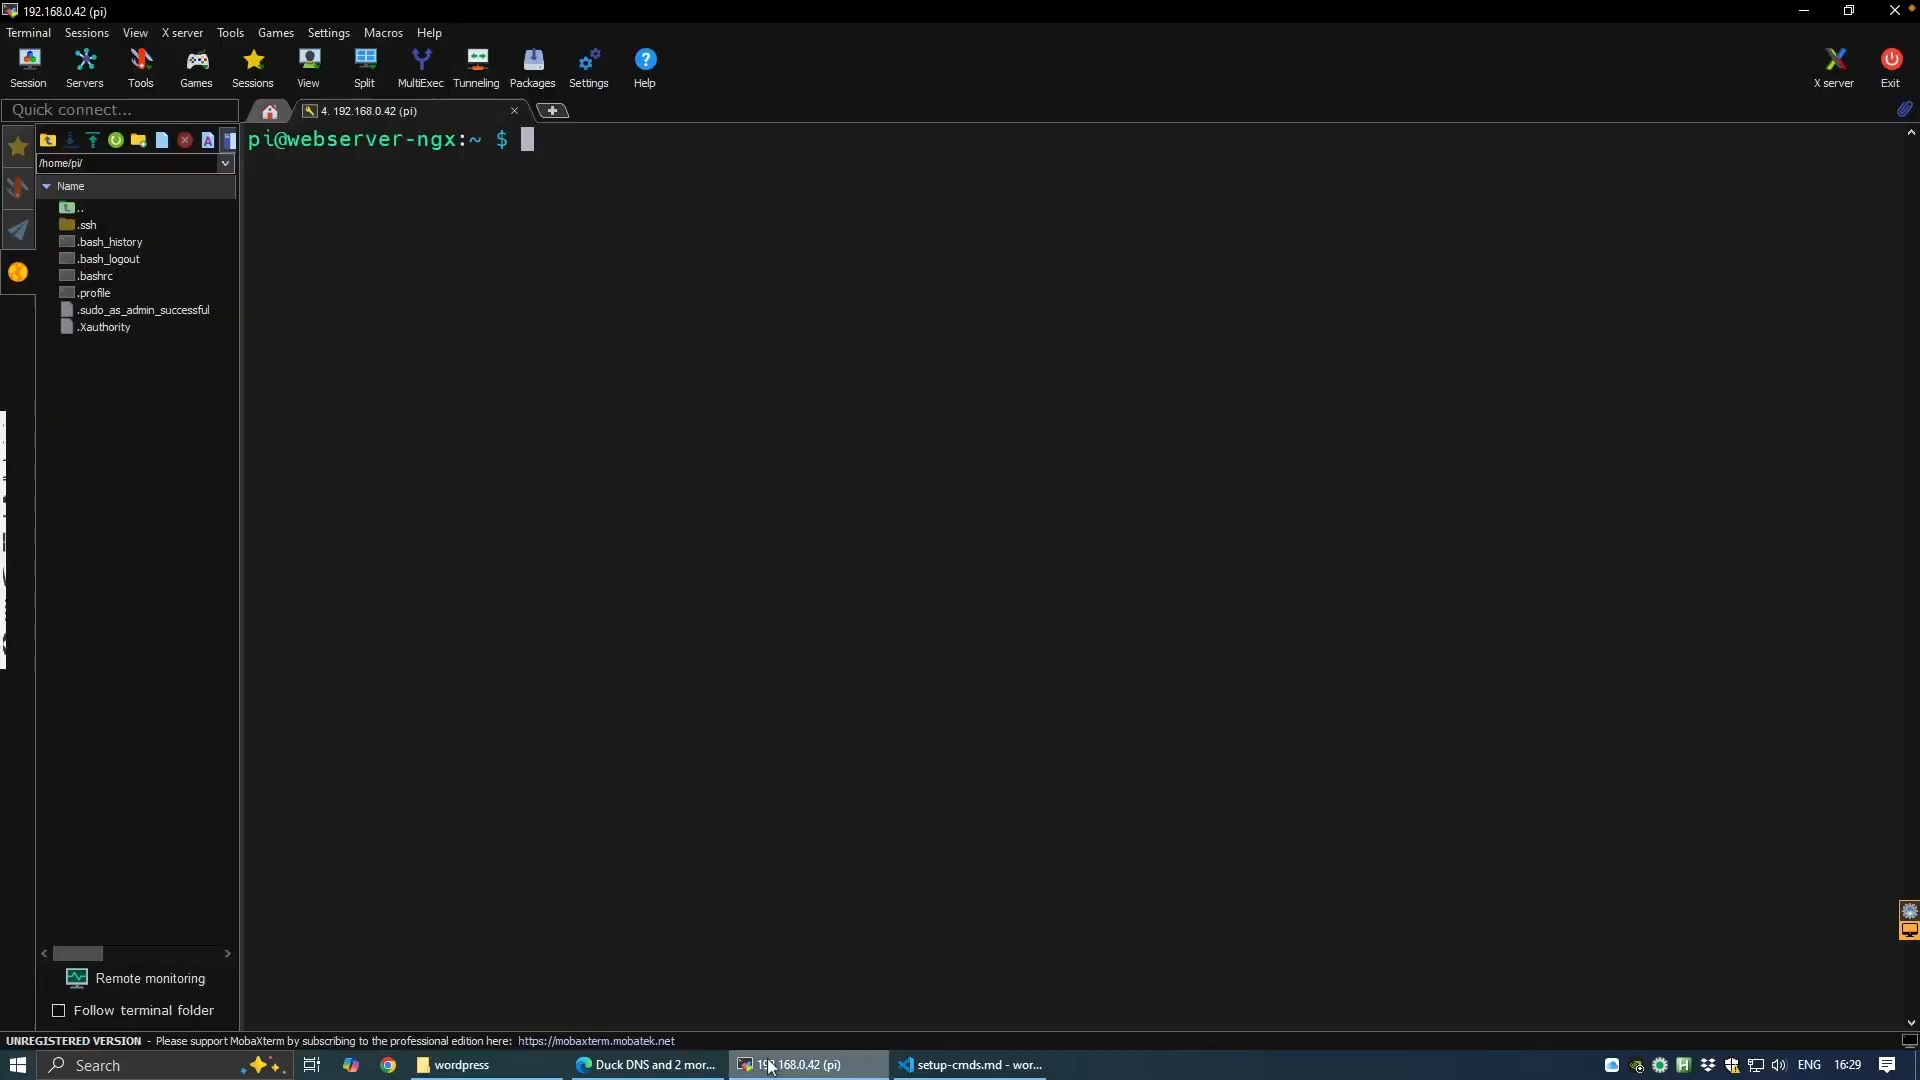 192.168.0.42 (pi)
Terminal Sessions View X server Tools Games Settings Macros Help
Session Servers Tools Games Sessions View Split MultiExec Tunneling Packages Settings Help X server Exit
Quick connect...
4. 192.168.0.42 (pi)
pi@webserver-ngx:~ $
/home/pi/
Name
..
.ssh
.bash_history
.bash_logout
.bashrc
.profile
.sudo_as_admin_successful
.Xauthority
Remote monitoring
Follow terminal folder
UNREGISTERED VERSION - Please support MobaXterm by subscribing to the professional edition here: https://mobaxterm.mobatek.net
Search
wordpress
Duck DNS and 2 mor...
192.168.0.42 (pi)
setup-cmds.md - wor...
ENG 16:29